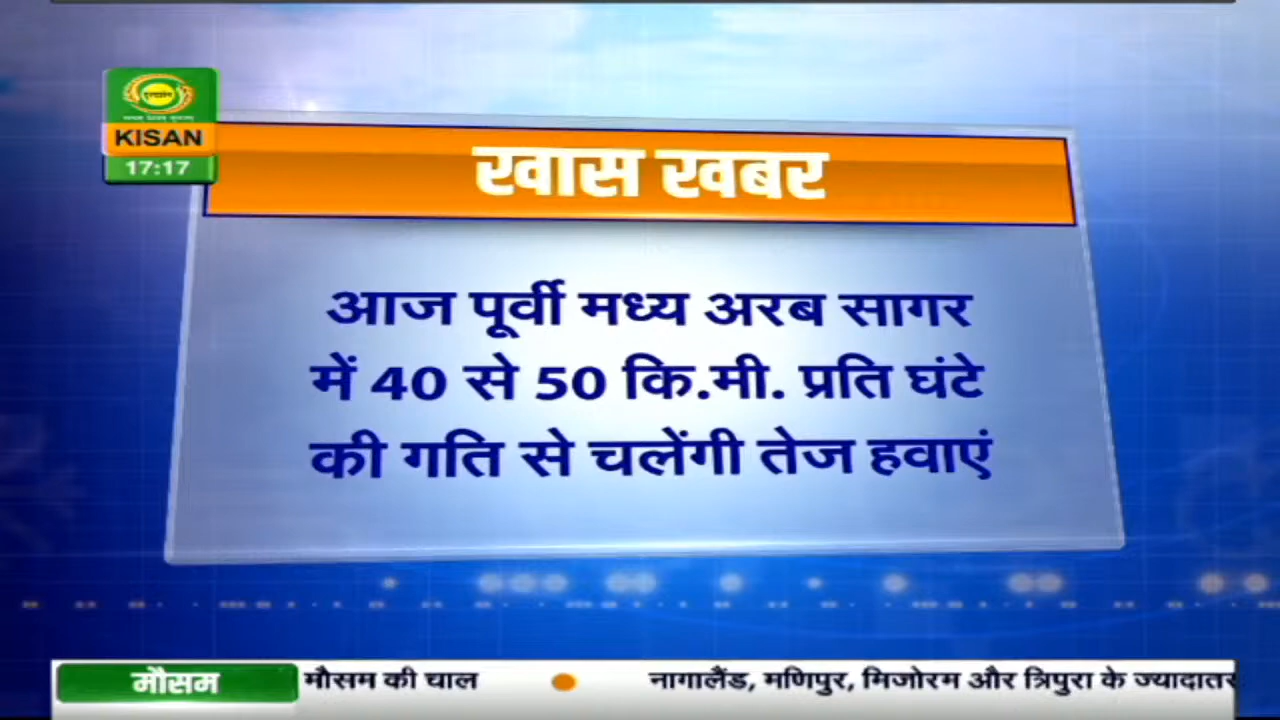 KISAN
17:17
खास खबर
आज पूर्वी मध्य अरब सागर
में 40 से 50 कि.मी. प्रति घंटे
की गति से चलेंगी तेज हवाएं
मौसम
मौसम की चाल
नागालैंड, मणिपुर, मिजोरम और त्रिपुरा के ज्यादातर